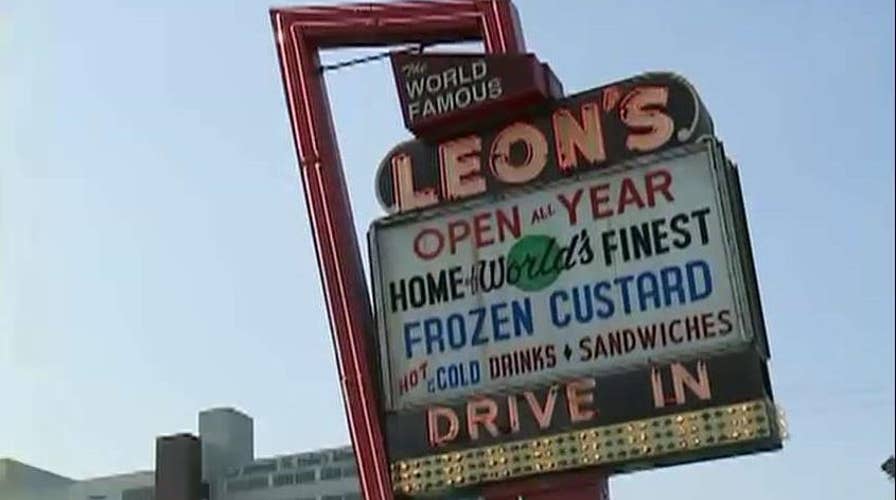 The
WORLD
FAMOUS
LEON'S
OPEN ALL YEAR
HOME of World's FINEST
FROZEN CUSTARD
HOT & COLD DRINKS ♦ SANDWICHES
DRIVE IN